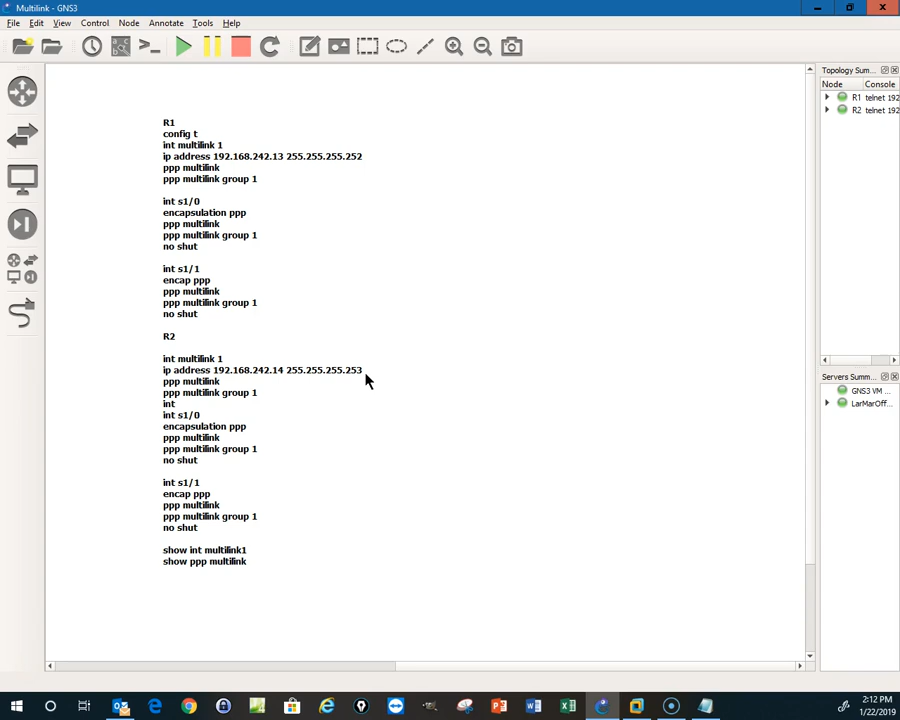 Multilink - GNS3
File Edit View Control Node Annotate Tools Help
Topology Summ...
Node Console
R1 telnet 192
R2 telnet 192
R1
config t
int multilink 1
ip address 192.168.242.13 255.255.255.252
ppp multilink
ppp multilink group 1
int s1/0
encapsulation ppp
ppp multilink
ppp multilink group 1
no shut
int s1/1
encap ppp
ppp multilink
ppp multilink group 1
no shut
R2
int multilink 1
ip address 192.168.242.14 255.255.255.253
ppp multilink
ppp multilink group 1
int
int s1/0
encapsulation ppp
ppp multilink
ppp multilink group 1
no shut
int s1/1
encap ppp
ppp multilink
ppp multilink group 1
no shut
show int multilink1
show ppp multilink
Servers Summ...
GNS3 VM ...
LarMarOff...
2:12 PM
1/22/2019